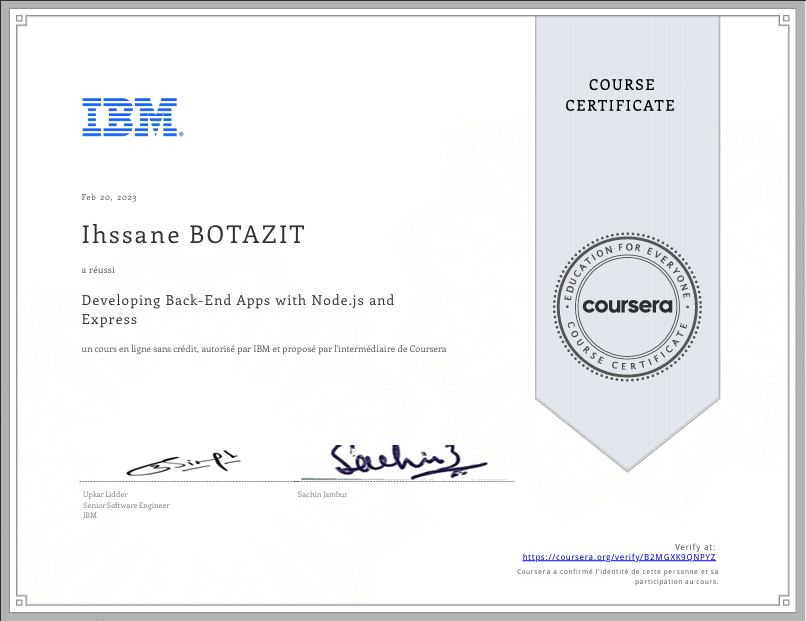 COURSE
CERTIFICATE
IBM
Feb 20, 2023
Ihssane BOTAZIT
a réussi
Developing Back-End Apps with Node.js and
Express
un cours en ligne sans crédit, autorisé par IBM et proposé par l'intermédiaire de Coursera
EDUCATION FOR EVERYONE
coursera
COURSE CERTIFICATE
Upkar Lidder
Senior Software Engineer
IBM
Sachin Jambur
Verify at:
https://coursera.org/verify/B2MGXK9QNPYZ
Coursera a confirmé l'identité de cette personne et sa
participation au cours.